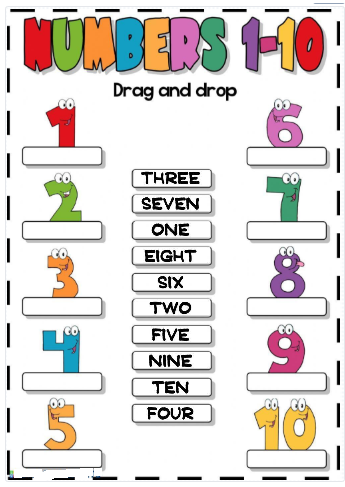 NUMBERS 1-10
Drag and drop
1
6
2
7
3
8
4
9
5
10
THREE
SEVEN
ONE
EIGHT
SIX
TWO
FIVE
NINE
TEN
FOUR